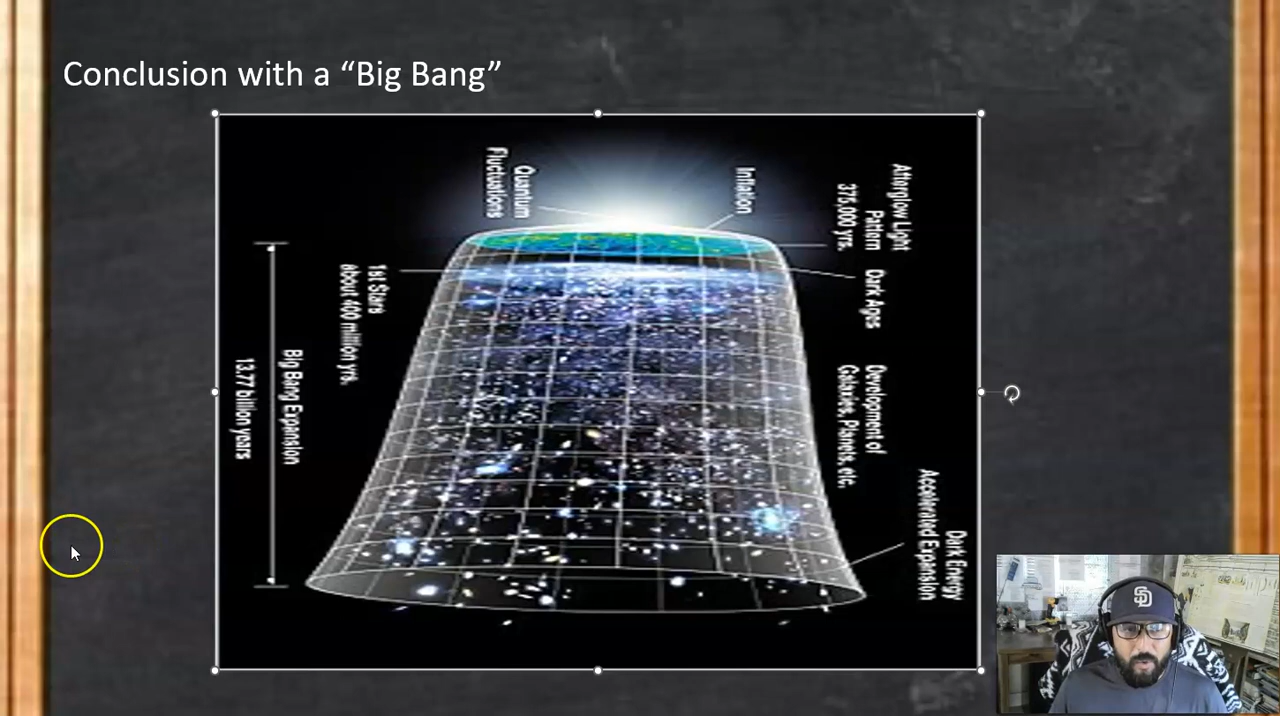 Conclusion with a “Big Bang”
Afterglow Light
Pattern
375,000 yrs.
Inflation
Quantum
Fluctuations
Dark Ages
1st Stars
about 400 million yrs.
Development of
Galaxies, Planets, etc.
Dark Energy
Accelerated Expansion
Big Bang Expansion
13.77 billion years
SD